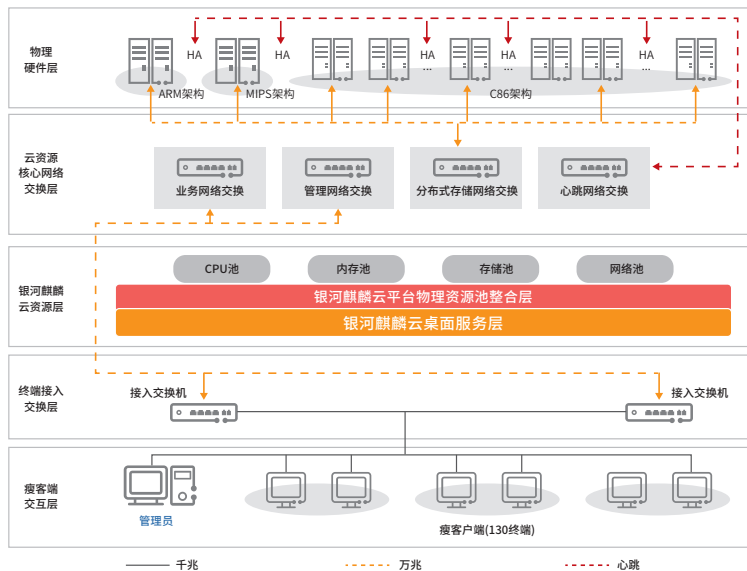 物理
硬件层
HA
HA
HA
...
HA
...
HA
...
ARM架构
MIPS架构
C86架构
云资源
核心网络
交换层
业务网络交换
管理网络交换
分布式存储网络交换
心跳网络交换
银河麒麟
云资源层
CPU池
内存池
存储池
网络池
银河麒麟云平台物理资源池整合层
银河麒麟云桌面服务层
终端接入
交换层
接入交换机
接入交换机
瘦客端
交互层
管理员
瘦客户端(130终端)
千兆
万兆
心跳